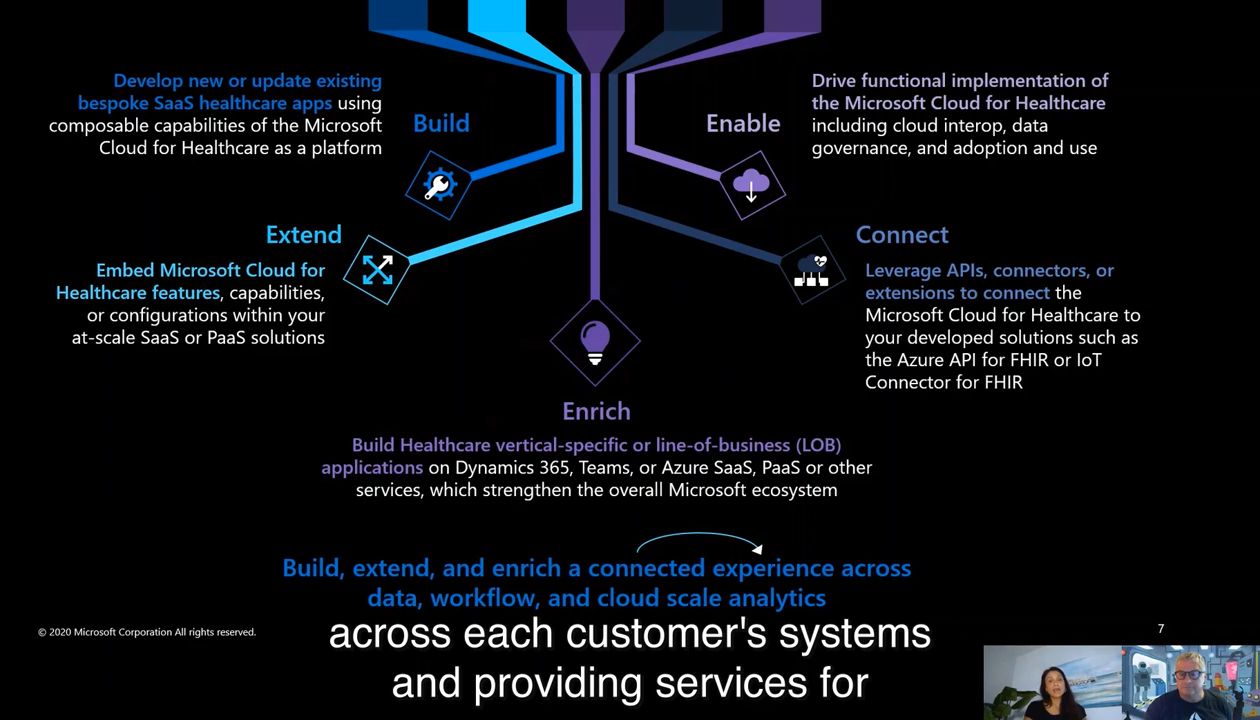 Develop new or update existing
bespoke SaaS healthcare apps using
composable capabilities of the Microsoft
Cloud for Healthcare as a platform
Build
Enable
Drive functional implementation of
the Microsoft Cloud for Healthcare
including cloud interop, data
governance, and adoption and use
Extend
Embed Microsoft Cloud for
Healthcare features, capabilities,
or configurations within your
at-scale SaaS or PaaS solutions
Connect
Leverage APIs, connectors, or
extensions to connect the
Microsoft Cloud for Healthcare to
your developed solutions such as
the Azure API for FHIR or IoT
Connector for FHIR
Enrich
Build Healthcare vertical-specific or line-of-business (LOB)
applications on Dynamics 365, Teams, or Azure SaaS, PaaS or other
services, which strengthen the overall Microsoft ecosystem
Build, extend, and enrich a connected experience across
data, workflow, and cloud scale analytics
© 2020 Microsoft Corporation All rights reserved.
7
across each customer's systems
and providing services for